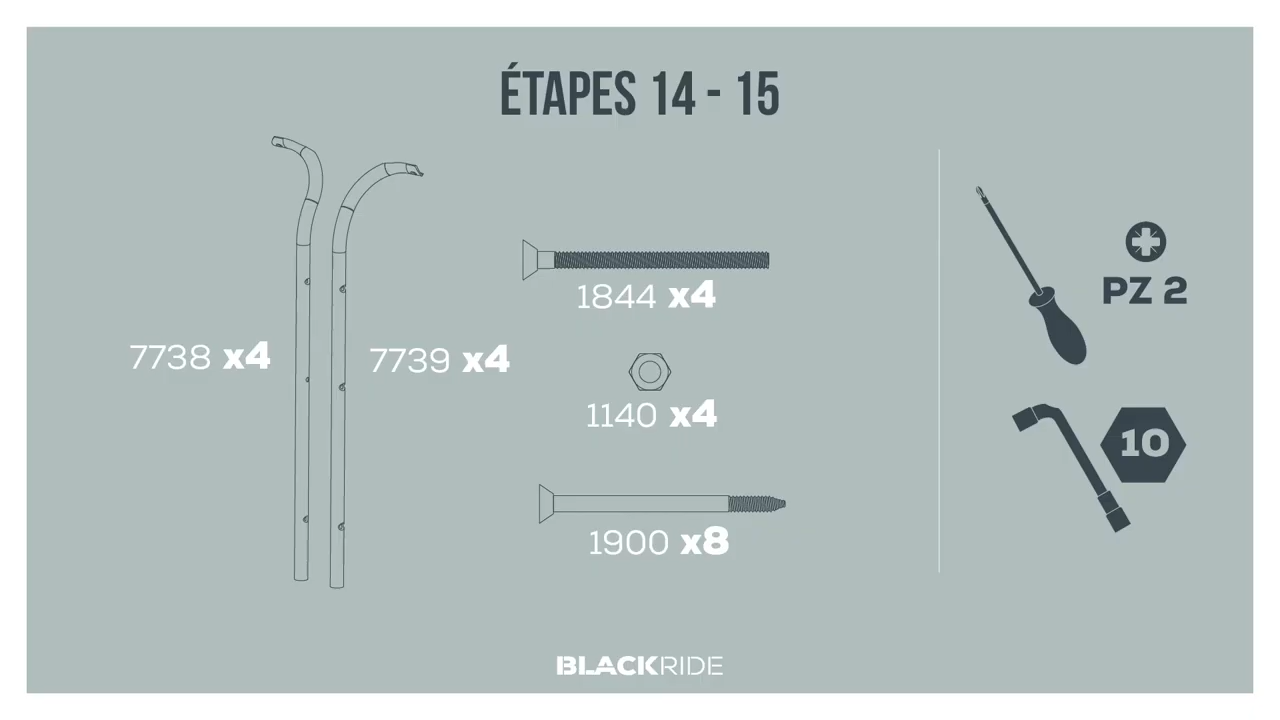 ÉTAPES 14 - 15
7738 x4
7739 x4
1844 x4
1140 x4
1900 x8
PZ 2
10
BLACKRIDE